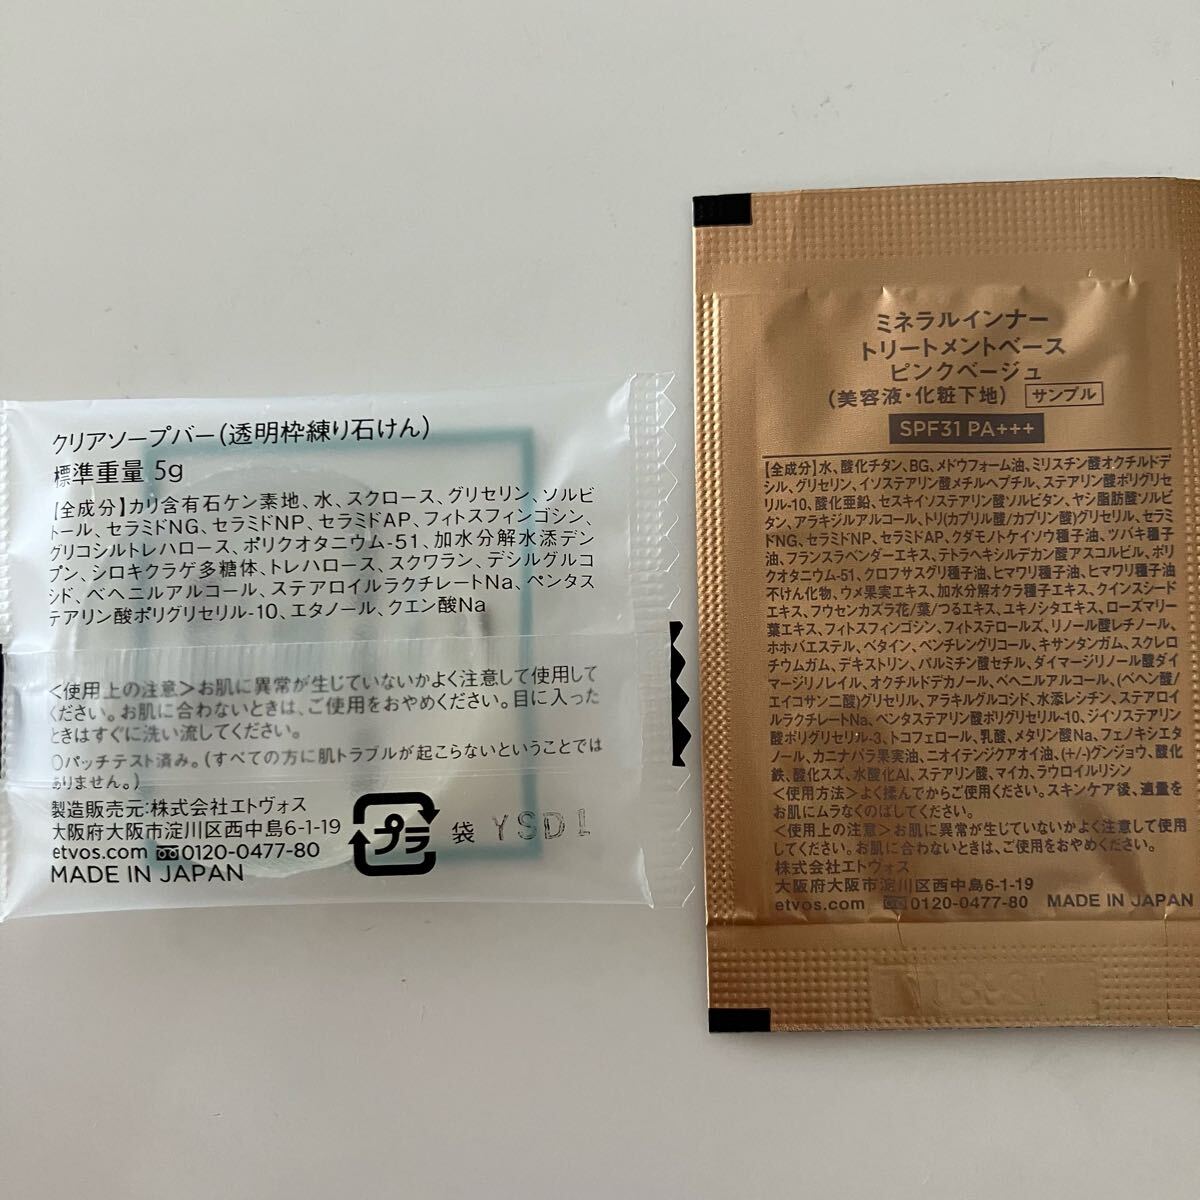 クリアソープバー(透明枠練り石けん)
標準重量 5g
【全成分】カリ含有石ケン素地、水、スクロース、グリセリン、ソルビ
トール、セラミドNG、セラミドNP、セラミドAP、フィトスフィンゴシン、
グリコシルトレハロース、ポリクオタニウム-51、加水分解水添デン
プン、シロキクラゲ多糖体、トレハロース、スクワラン、デシルグルコ
シド、ベヘニルアルコール、ステアロイルラクチレートNa、ペンタス
テアリン酸ポリグリセリル-10、エタノール、クエン酸Na
<使用上の注意>お肌に異常が生じていないかよく注意して使用して
ください。お肌に合わないときは、ご使用をおやめください。目に入った
ときはすぐに洗い流してください。
○パッチテスト済み。(すべての方に肌トラブルが起こらないということでは
ありません。)
製造販売元:株式会社エトヴォス
大阪府大阪市淀川区西中島6-1-19
etvos.com 0120-0477-80
MADE IN JAPAN
プラ
袋 YSD1
ミネラルインナー
トリートメントベース
ピンクベージュ
(美容液・化粧下地) サンプル
SPF31 PA+++
【全成分】水、酸化チタン、BG、メドウフォーム油、ミリスチン酸オクチルドデ
シル、グリセリン、イソステアリン酸メチルヘプチル、ステアリン酸ポリグリセ
リル-10、酸化亜鉛、セスキイソステアリン酸ソルビタン、ヤシ脂肪酸ソルビ
タン、アラキジルアルコール、トリ(カプリル酸/カプリン酸)グリセリル、セラミ
ドNG、セラミドNP、セラミドAP、クダモノトケイソウ種子油、ツバキ種子
油、フランスラベンダーエキス、テトラヘキシルデカン酸アスコルビル、ポリ
クオタニウム-51、クロフサスグリ種子油、ヒマワリ種子油、ヒマワリ種子油
不けん化物、ウメ果実エキス、加水分解オクラ種子エキス、クインスシード
エキス、フウセンカズラ花/葉/つるエキス、ユキノシタエキス、ローズマリー
葉エキス、フィトスフィンゴシン、フィトステロールズ、リノール酸レチノール、
ホホバエステル、ベタイン、ペンチレングリコール、キサンタンガム、スクレロ
チウムガム、デキストリン、パルミチン酸セチル、ダイマージリノール酸ダイ
マージリノレイル、オクチルドデカノール、ベヘニルアルコール、(ベヘン酸/
エイコサン二酸)グリセリル、アラキルグルコシド、水添レシチン、ステアロイ
ルラクチレートNa、ペンタステアリン酸ポリグリセリル-10、ジイソステアリン
酸ポリグリセリル-3、トコフェロール、乳酸、メタリン酸Na、フェノキシエタ
ノール、カニナバラ果実油、ニオイテンジクアオイ油、(+/-)グンジョウ、酸化
鉄、酸化スズ、水酸化Al、ステアリン酸、マイカ、ラウロイルリシン
<使用方法>よく揉んでからご使用ください。スキンケア後、適量を
お肌にムラなくのばしてください。
<使用上の注意>お肌に異常が生じていないかよく注意して使用
してください。お肌に合わないときは、ご使用をおやめください。
株式会社エトヴォス
大阪府大阪市淀川区西中島6-1-19
etvos.com 0120-0477-80 MADE IN JAPAN